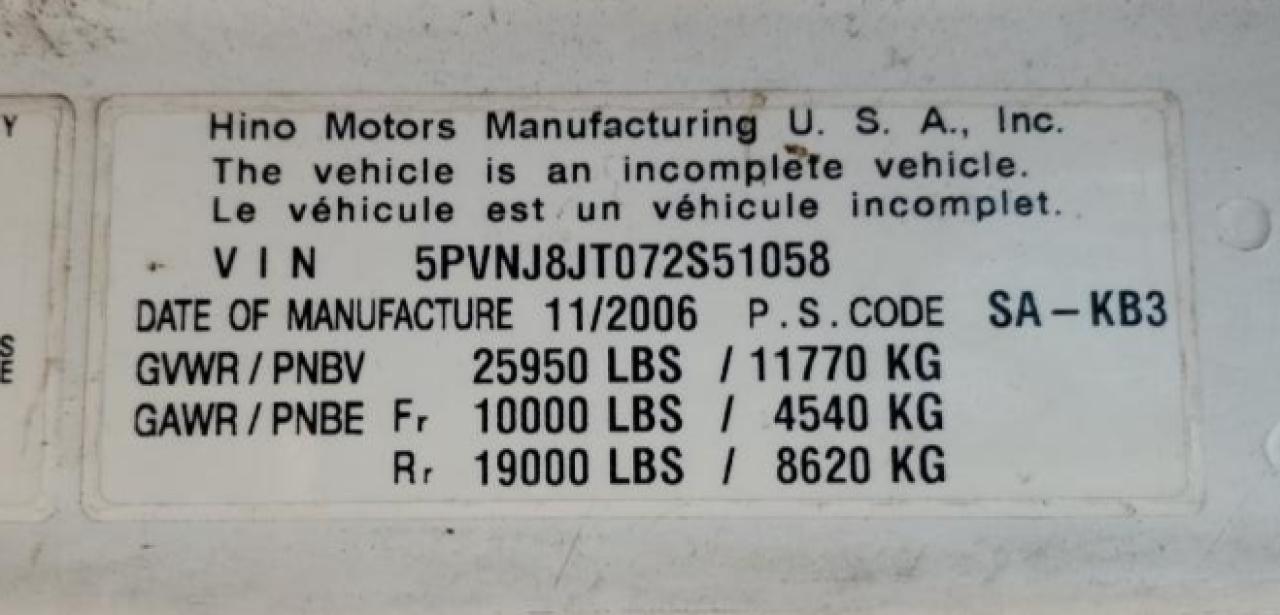 Y
S
E
Hino Motors Manufacturing U. S. A., Inc.
The vehicle is an incomplete vehicle.
Le véhicule est un véhicule incomplet.
VIN 5PVNJ8JT072S51058
DATE OF MANUFACTURE 11/2006 P.S.CODE SA-KB3
GVWR/PNBV 25950 LBS / 11770 KG
GAWR/PNBE Fr 10000 LBS / 4540 KG
Rr 19000 LBS / 8620 KG